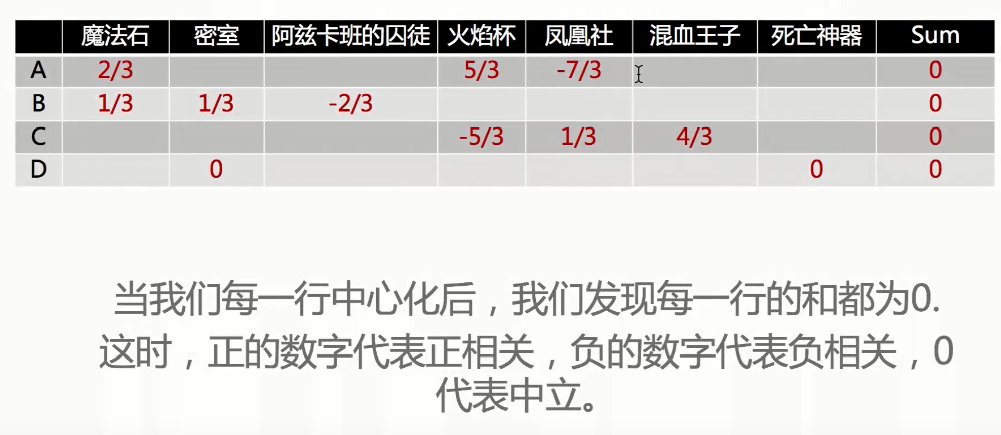 魔法石 密室 阿兹卡班的囚徒 火焰杯 凤凰社 混血王子 死亡神器 Sum
A 2/3 5/3 -7/3 0
B 1/3 1/3 -2/3 0
C -5/3 1/3 4/3 0
D 0 0 0
当我们每一行中心化后，我们发现每一行的和都为0.
这时，正的数字代表正相关，负的数字代表负相关，0
代表中立。